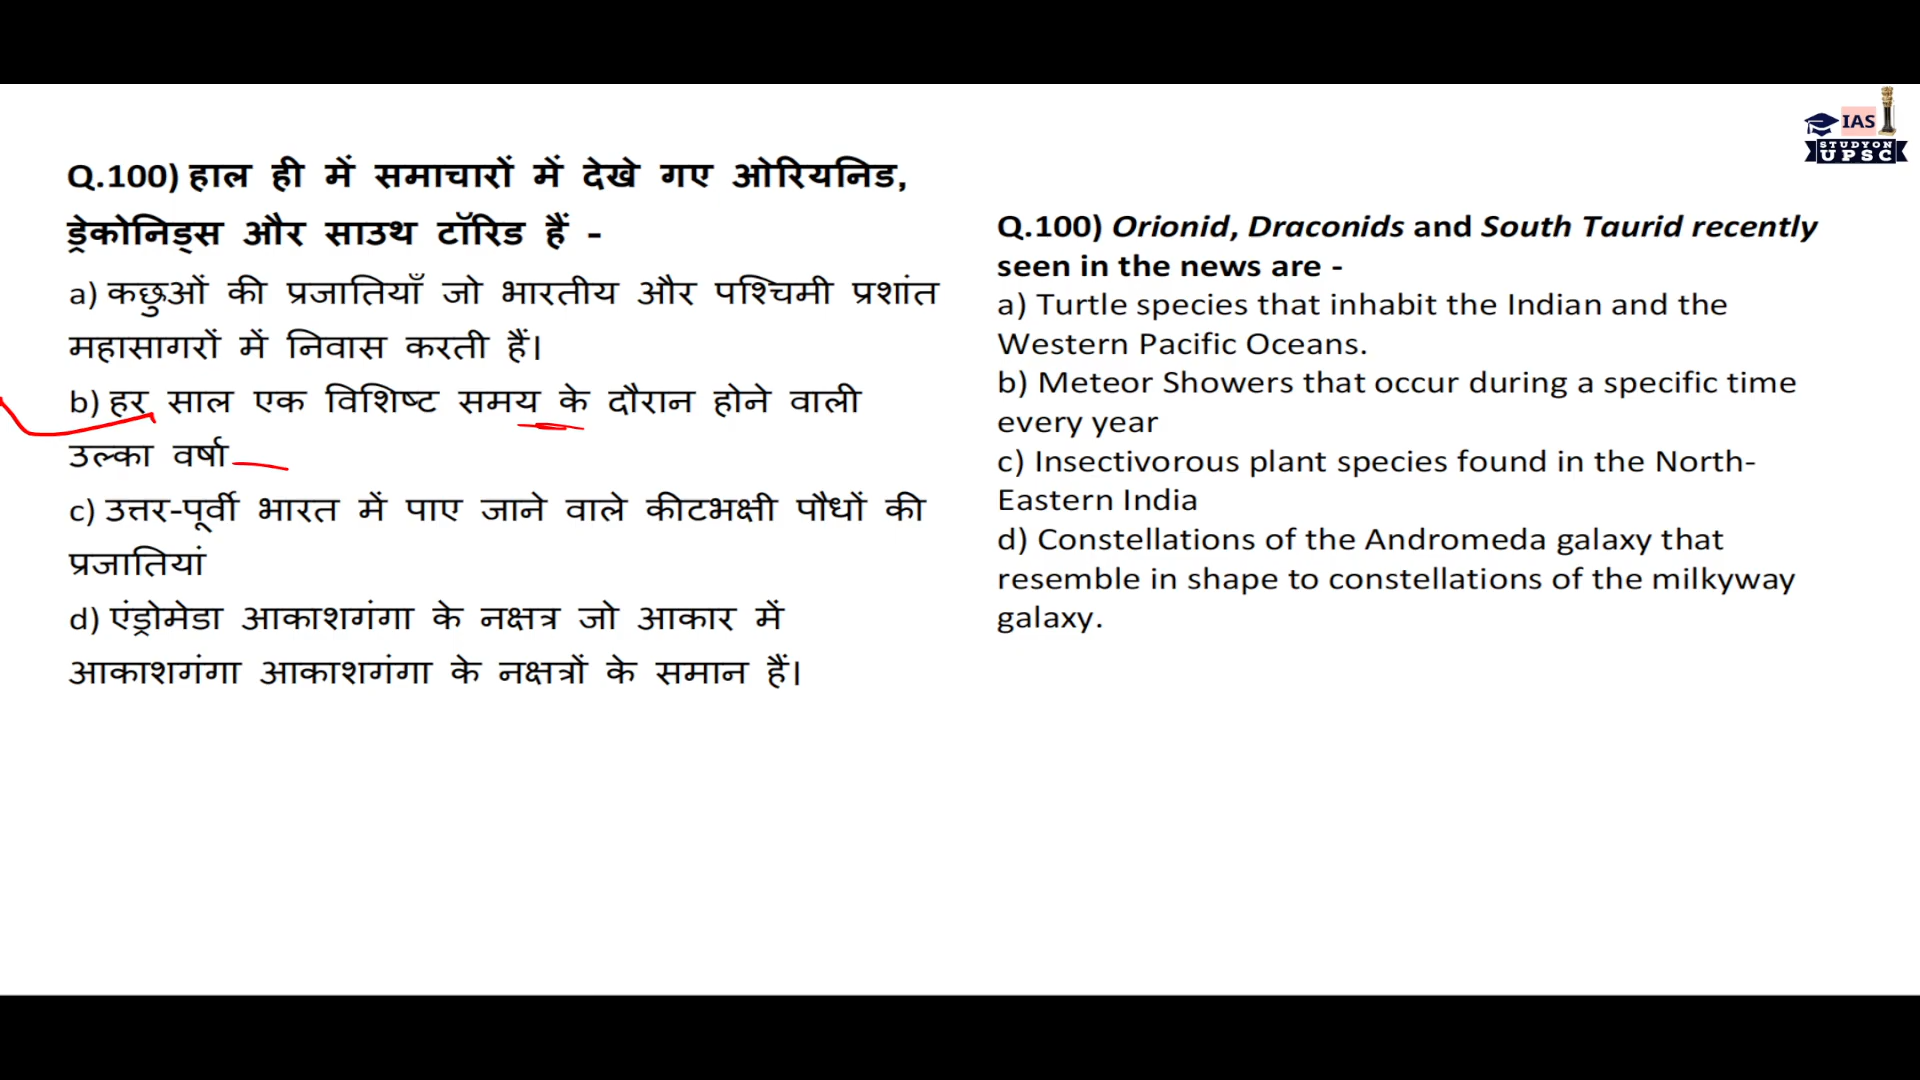 IAS
STUDYON
UPSC
Q.100) हाल ही में समाचारों में देखे गए ओरियनिड,
ड्रेकोनिड्स और साउथ टॉरिड हैं -
a) कछुओं की प्रजातियाँ जो भारतीय और पश्चिमी प्रशांत
महासागरों में निवास करती हैं।
b) हर साल एक विशिष्ट समय के दौरान होने वाली
उल्का वर्षा
c) उत्तर-पूर्वी भारत में पाए जाने वाले कीटभक्षी पौधों की
प्रजातियां
d) एंड्रोमेडा आकाशगंगा के नक्षत्र जो आकार में
आकाशगंगा आकाशगंगा के नक्षत्रों के समान हैं।
Q.100) Orionid, Draconids and South Taurid recently
seen in the news are -
a) Turtle species that inhabit the Indian and the
Western Pacific Oceans.
b) Meteor Showers that occur during a specific time
every year
c) Insectivorous plant species found in the North-
Eastern India
d) Constellations of the Andromeda galaxy that
resemble in shape to constellations of the milkyway
galaxy.